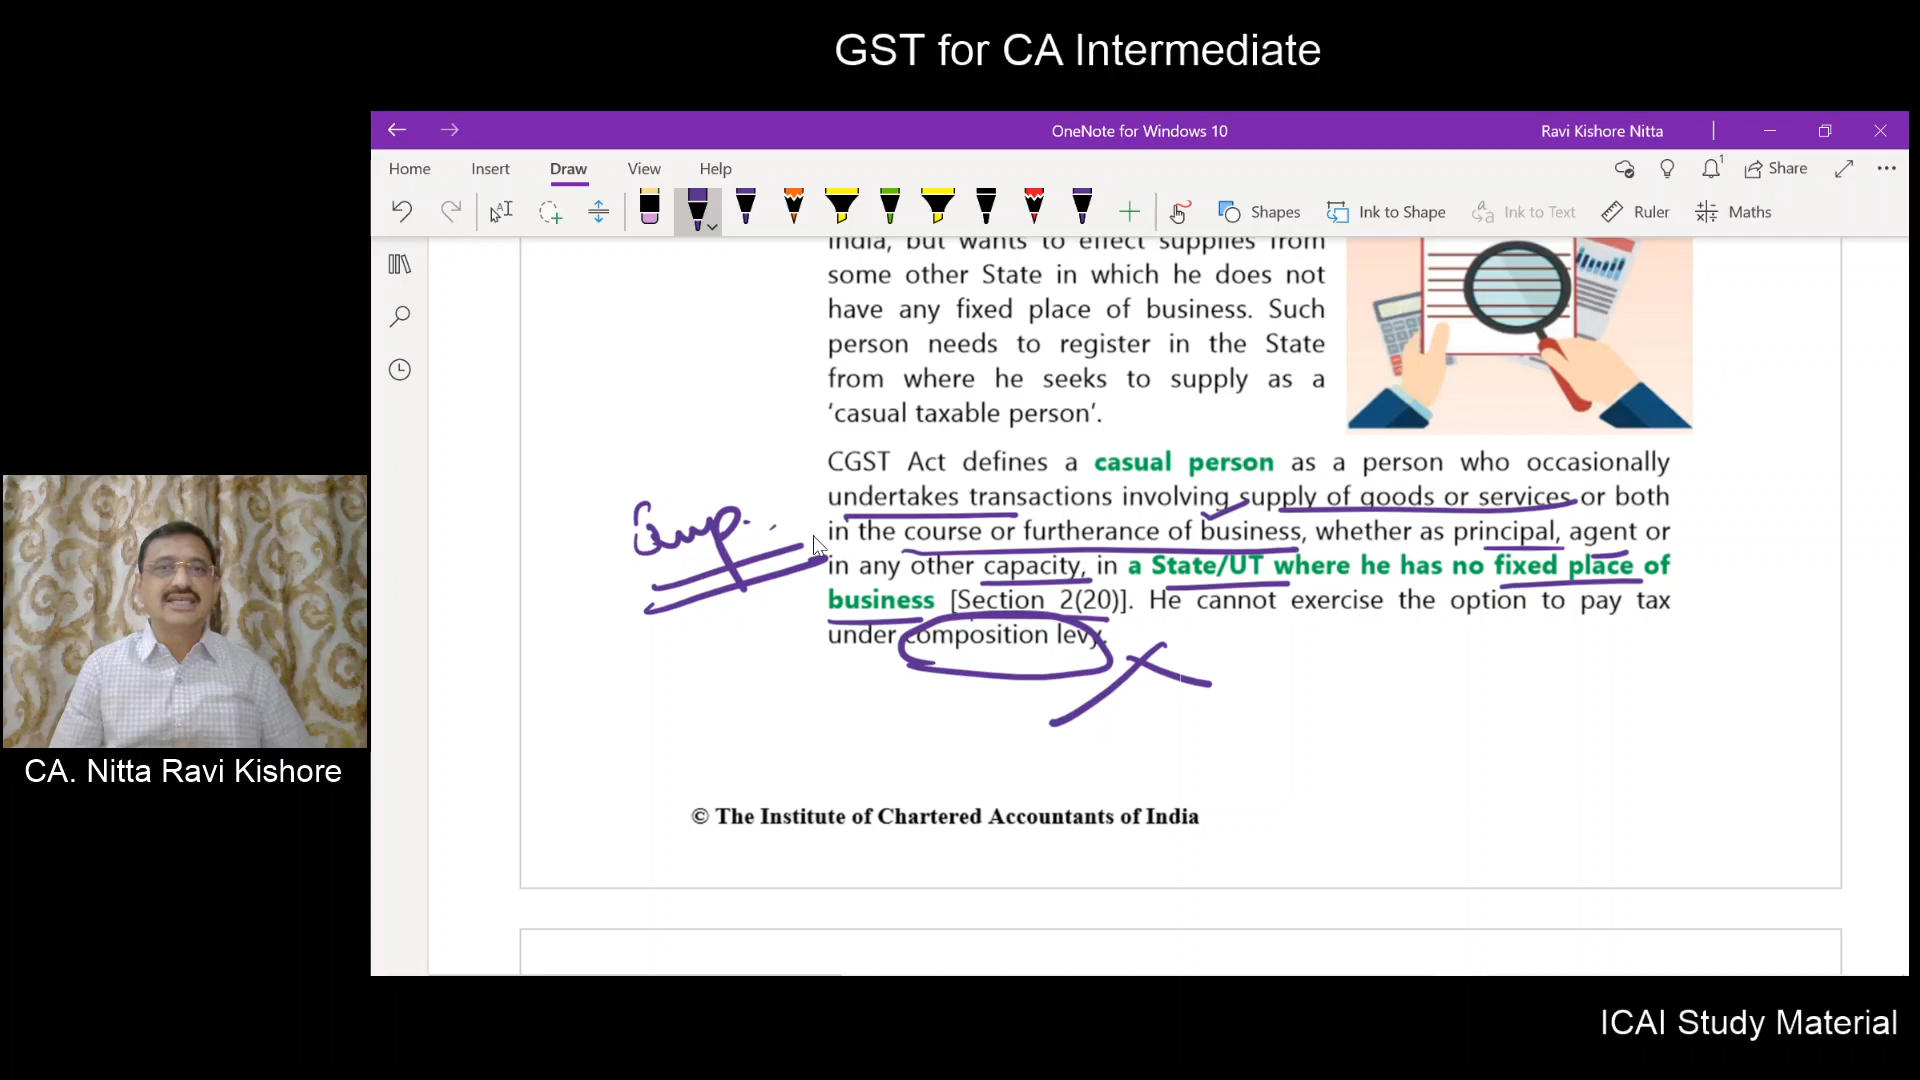 GST for CA Intermediate
OneNote for Windows 10
Ravi Kishore Nitta
Home
Insert
Draw
View
Help
1
Share
Shapes
Ink to Shape
Ink to Text
Ruler
Maths
India, but wants to effect supplies from
some other State in which he does not
have any fixed place of business. Such
person needs to register in the State
from where he seeks to supply as a
‘casual taxable person’.
CGST Act defines a casual person as a person who occasionally
undertakes transactions involving supply of goods or services or both
in the course or furtherance of business, whether as principal, agent or
in any other capacity, in a State/UT where he has no fixed place of
business [Section 2(20)]. He cannot exercise the option to pay tax
under composition levy.
© The Institute of Chartered Accountants of India
CA. Nitta Ravi Kishore
ICAI Study Material